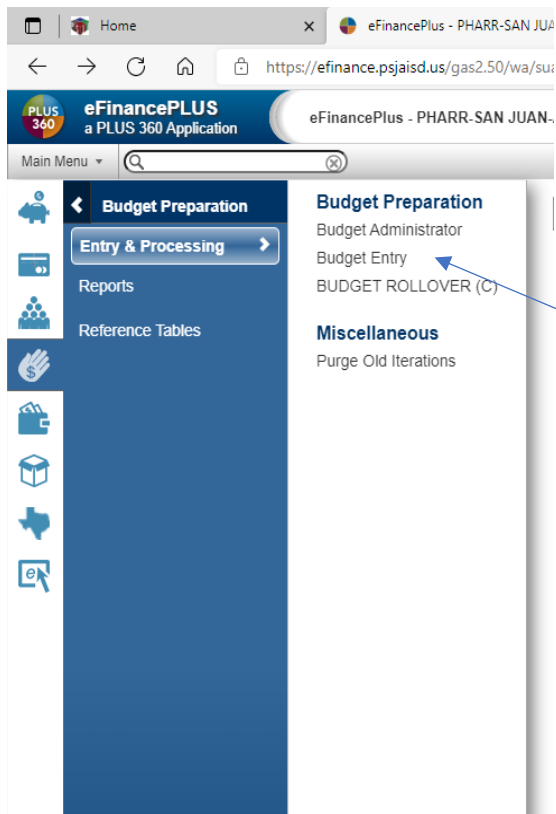 Home
eFinancePlus - PHARR-SAN JUA
https://efinance.psjaisd.us/gas2.50/wa/sua
PLUS
360
eFinancePLUS
a PLUS 360 Application
eFinancePlus - PHARR-SAN JUAN-
Main Menu
Budget Preparation
Entry & Processing
Reports
Reference Tables
Budget Preparation
Budget Administrator
Budget Entry
BUDGET ROLLOVER (C)
Miscellaneous
Purge Old Iterations